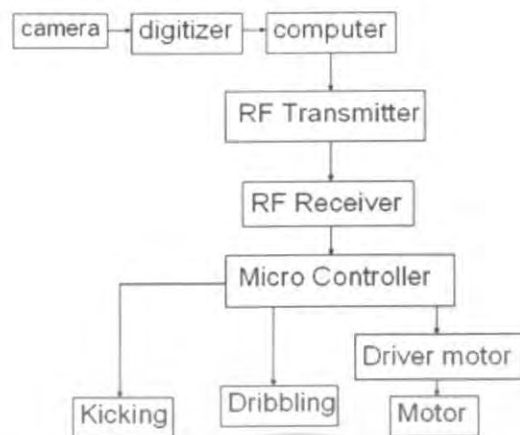 camera
digitizer
computer
RF Transmitter
RF Receiver
Micro Controller
Driver motor
Kicking
Dribbling
Motor